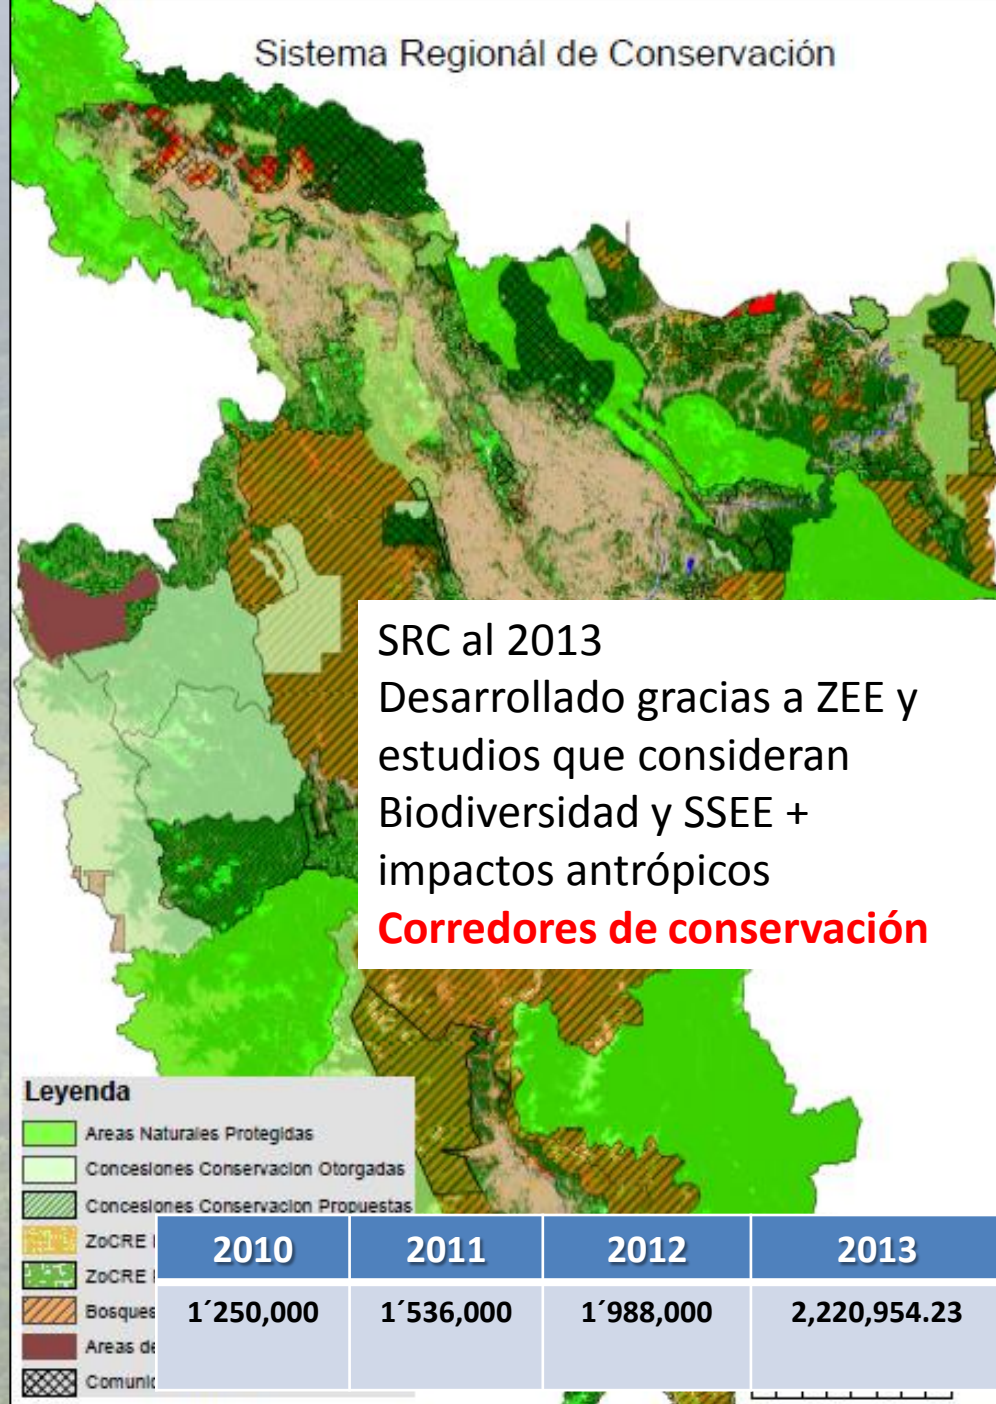 Sistema Regionál de Conservación
SRC al 2013
Desarrollado gracias a ZEE y
estudios que consideran
Biodiversidad y SSEE +
impactos antrópicos
Corredores de conservación
Leyenda
Areas Naturales Protegidas
Concesiones Conservacion Otorgadas
Concesiones Conservacion Propuestas
ZoCRE
ZoCRE
Bosques
Areas de
2010 2011 2012 2013
1´250,000 1´536,000 1´988,000 2,220,954.23